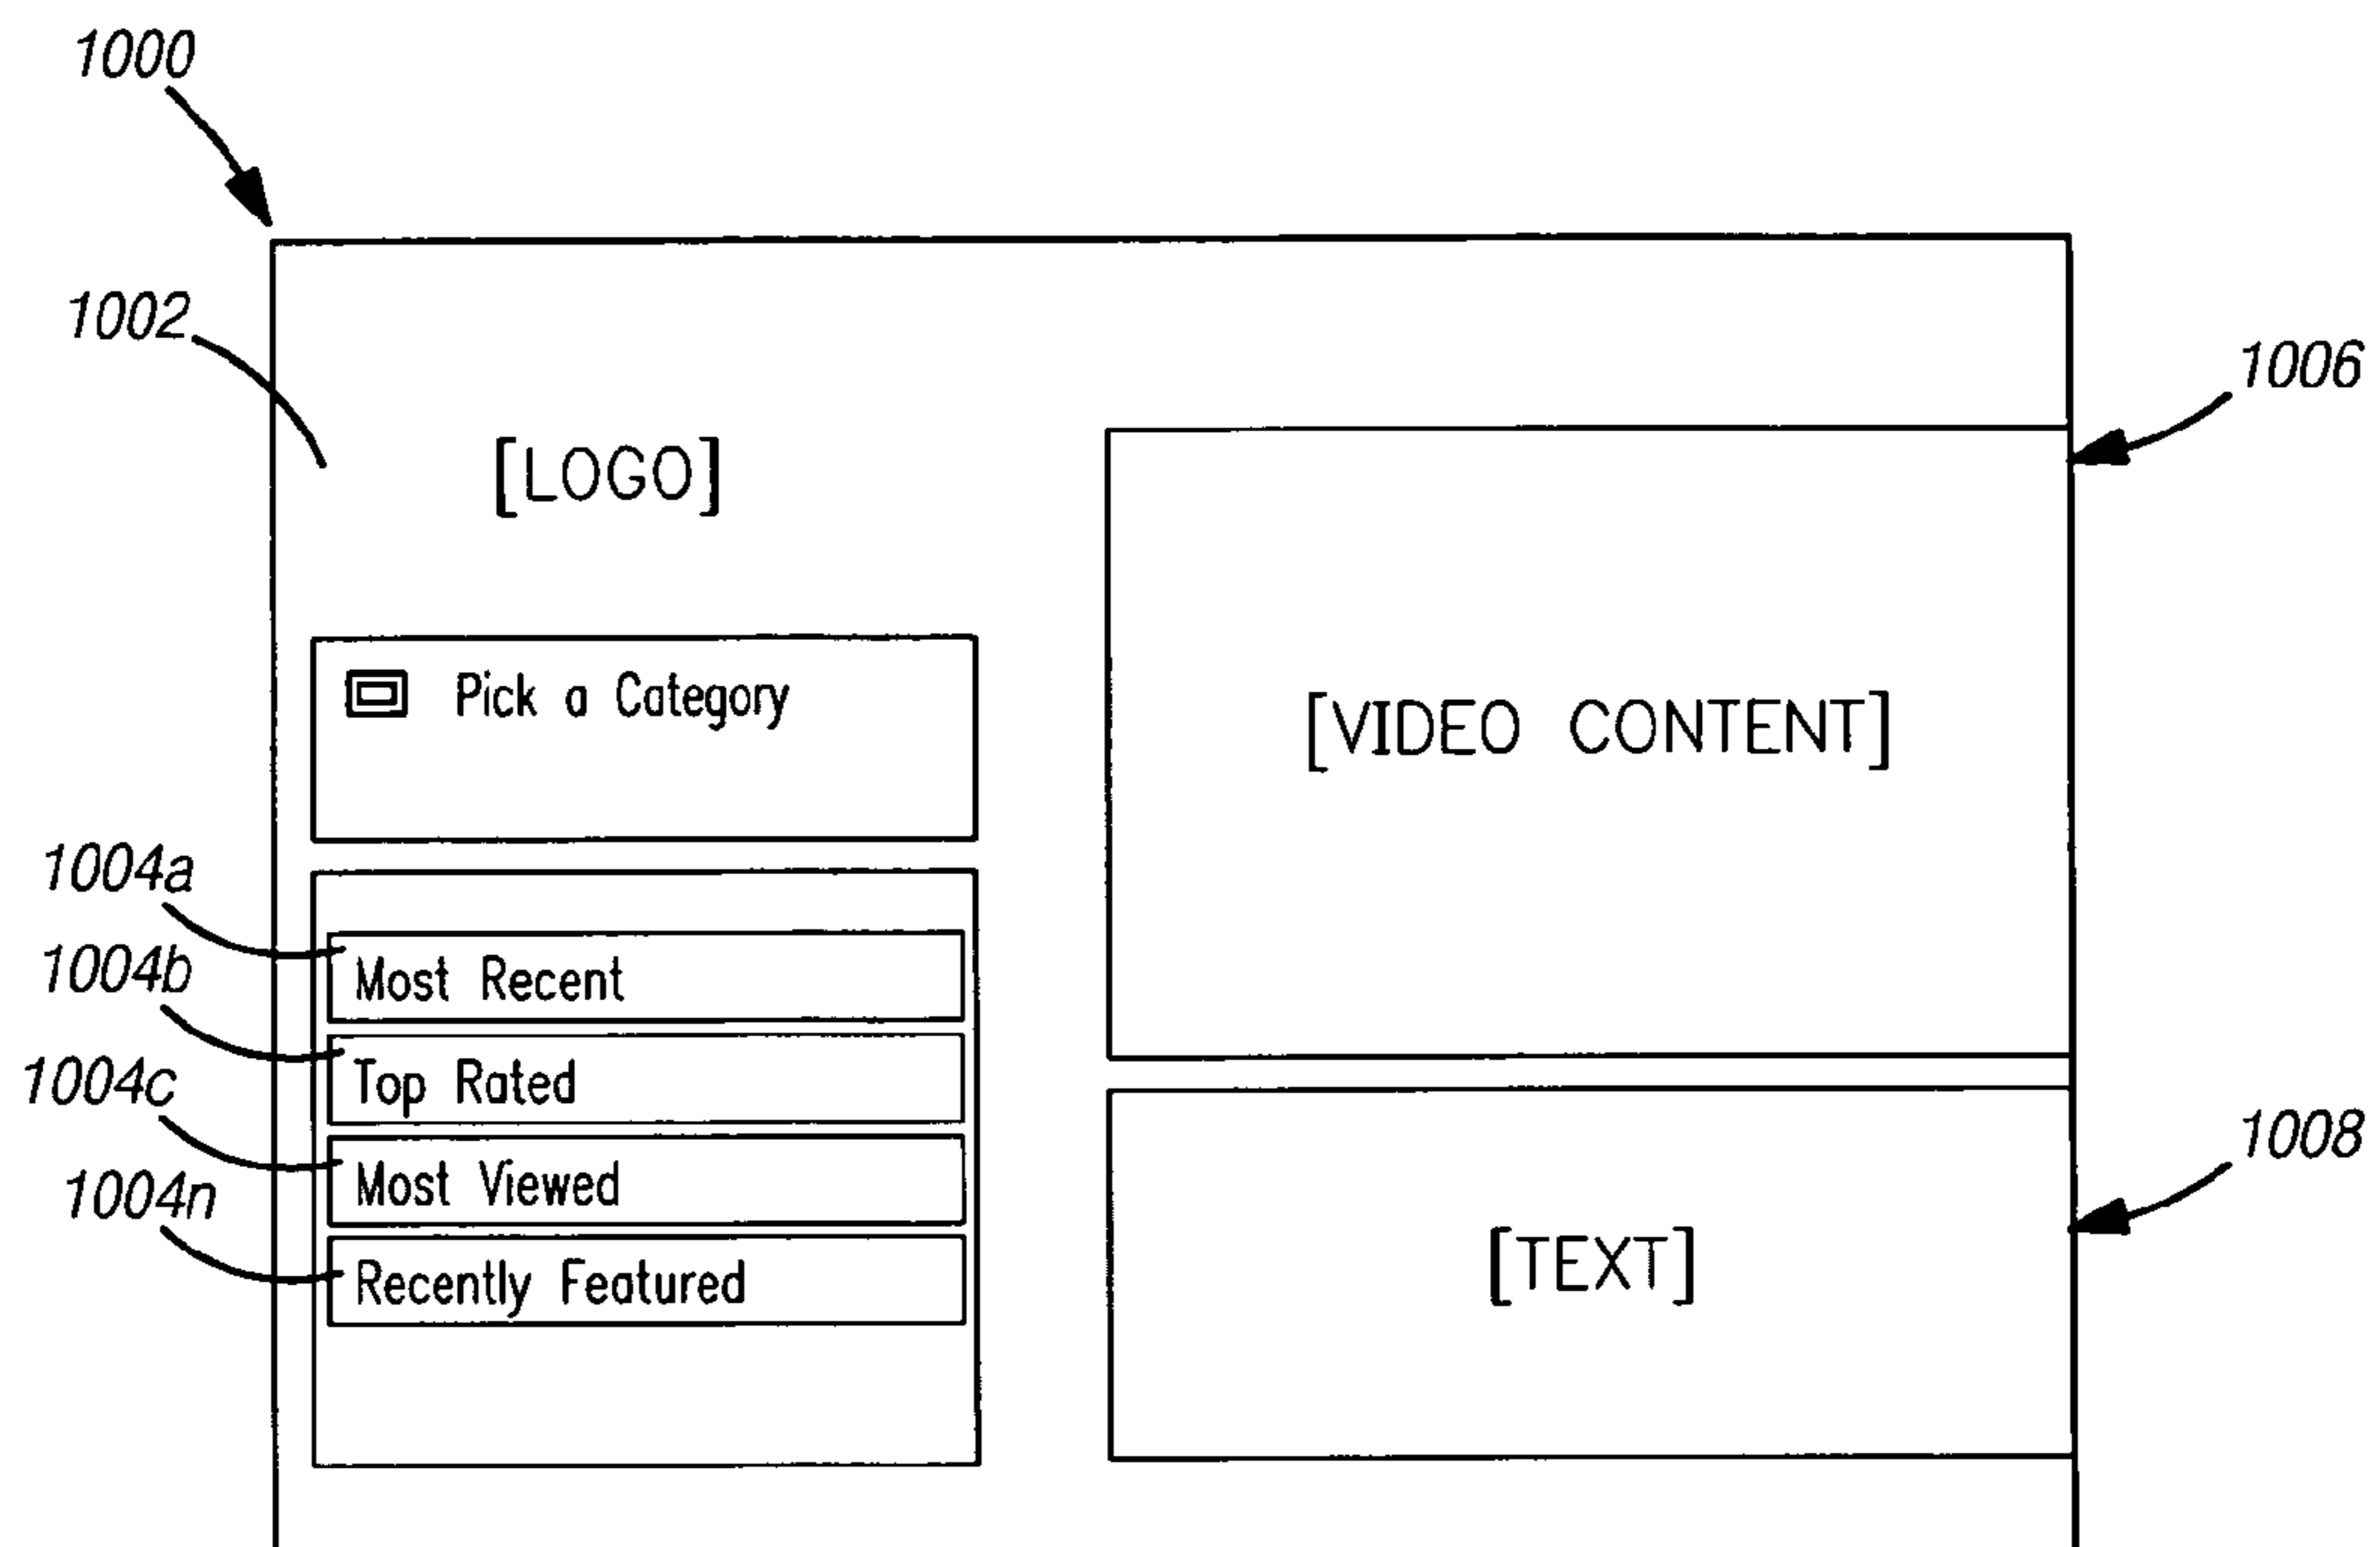 1000
1002
1006
[LOGO]
Pick a Category
[VIDEO CONTENT]
1004a
Most Recent
1004b
Top Rated
1004c
Most Viewed
1004n
Recently Featured
1008
[TEXT]